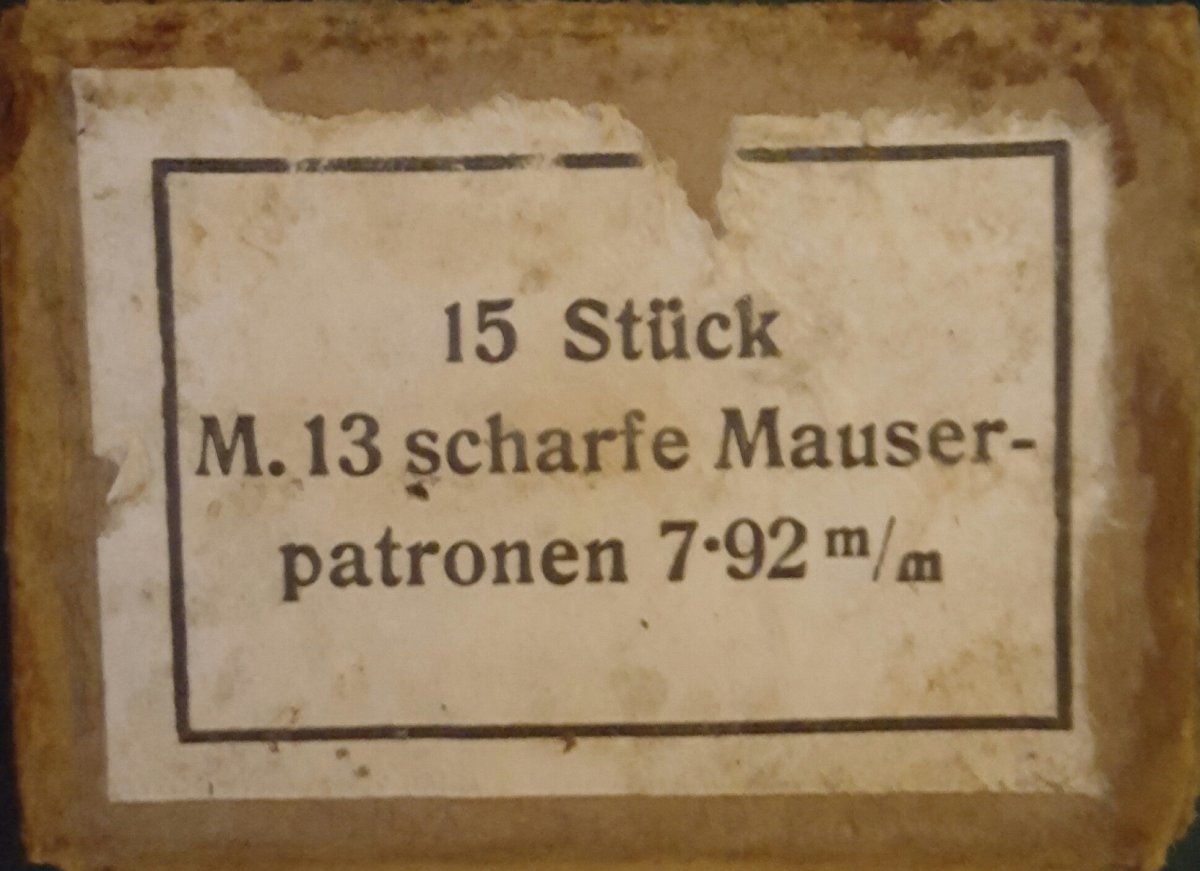 15 Stück
M. 13 scharfe Mauser-
patronen 7·92 m/m